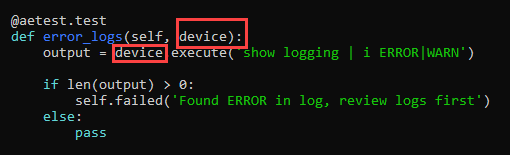 @aetest.test
def error_logs(self, device):
output = device.execute('show logging | i ERROR|WARN')
if len(output) > 0:
self.failed('Found ERROR in log, review logs first')
else:
pass